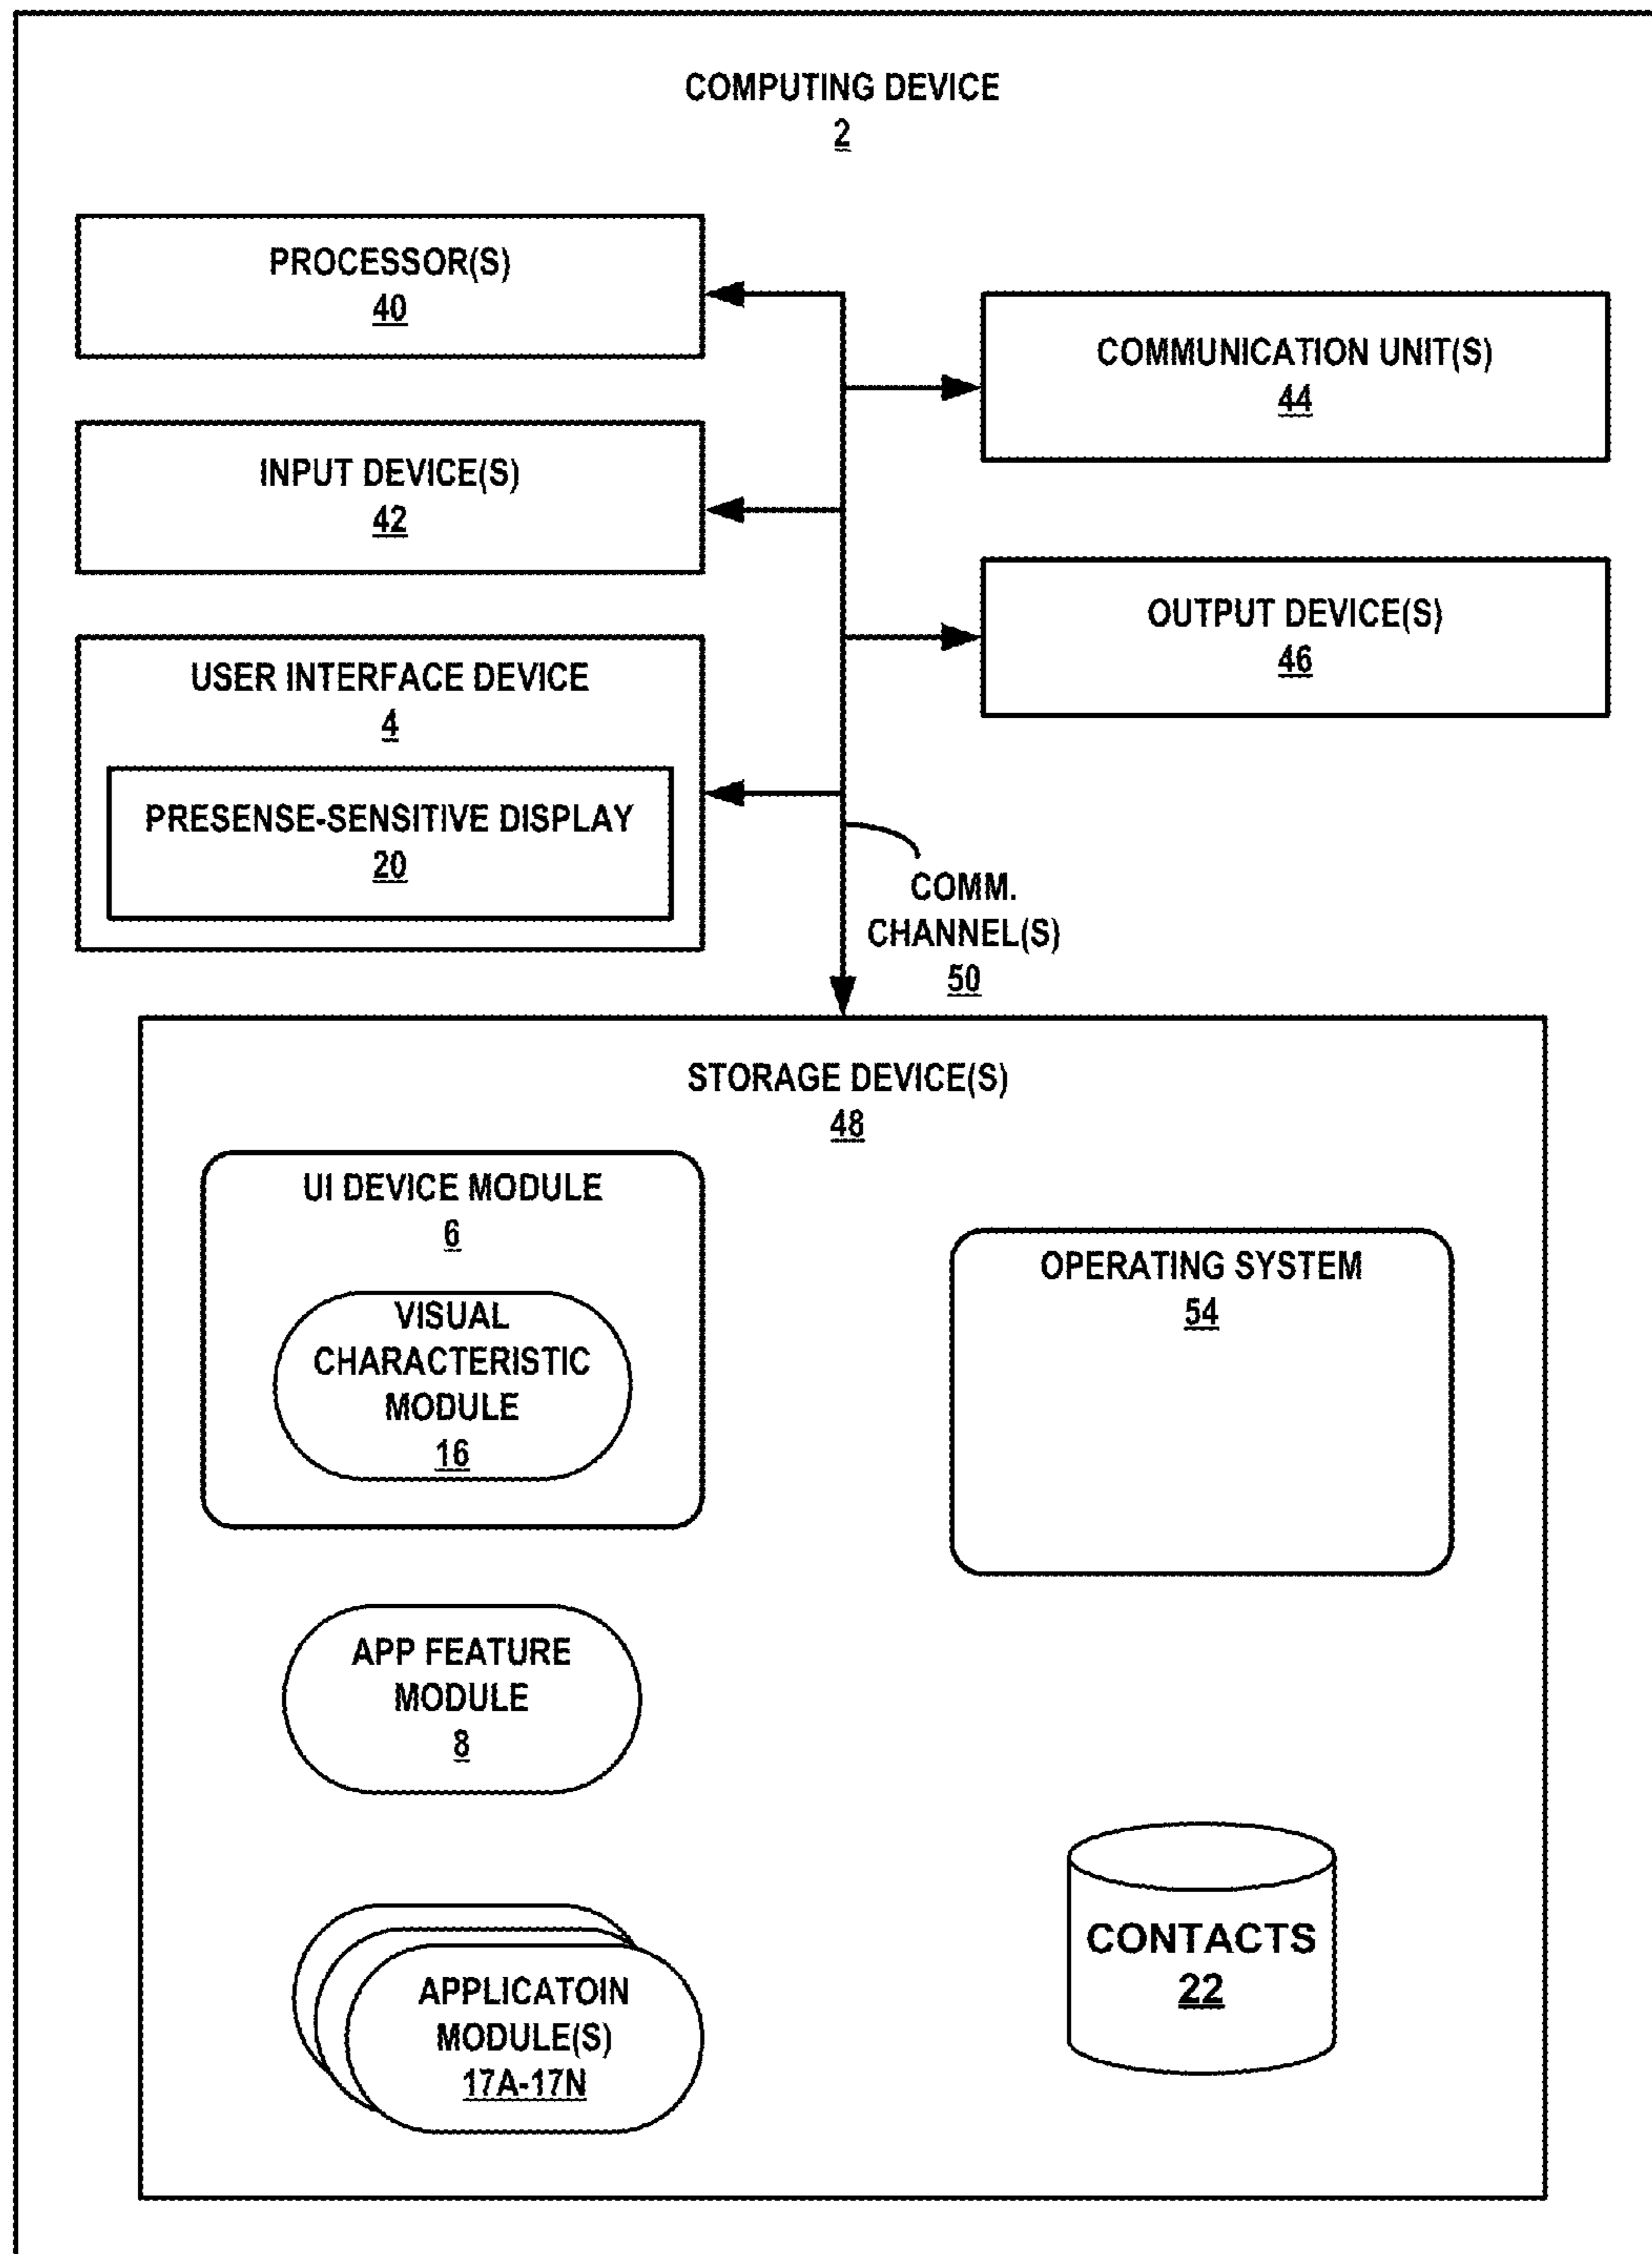 COMPUTING DEVICE
2
PROCESSOR(S)
40
COMMUNICATION UNIT(S)
44
INPUT DEVICE(S)
42
OUTPUT DEVICE(S)
46
USER INTERFACE DEVICE
4
PRESENSE-SENSITIVE DISPLAY
20
COMM.
CHANNEL(S)
50
STORAGE DEVICE(S)
48
UI DEVICE MODULE
6
VISUAL
CHARACTERISTIC
MODULE
16
OPERATING SYSTEM
54
APP FEATURE
MODULE
8
APPLICATOIN
MODULE(S)
17A-17N
CONTACTS
22